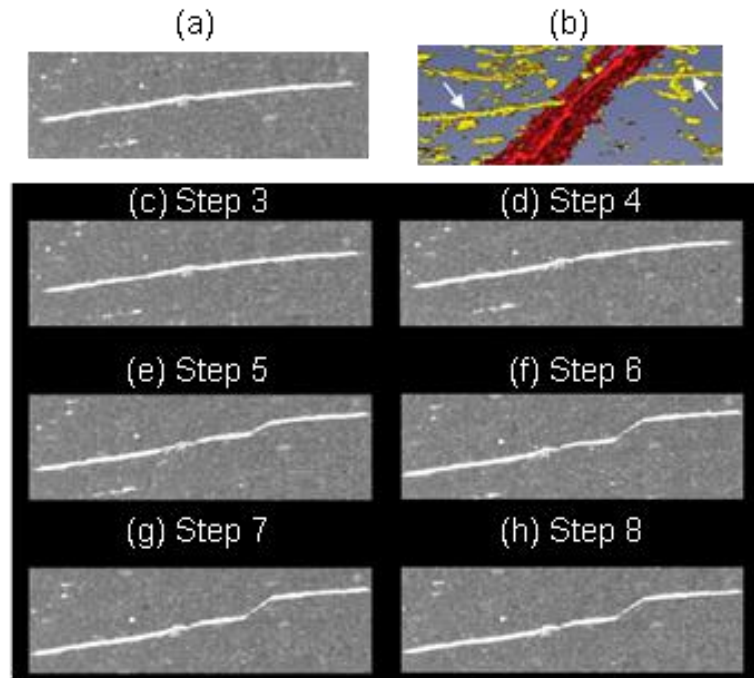 (a)
(b)
(c) Step 3
(d) Step 4
(e) Step 5
(f) Step 6
(g) Step 7
(h) Step 8